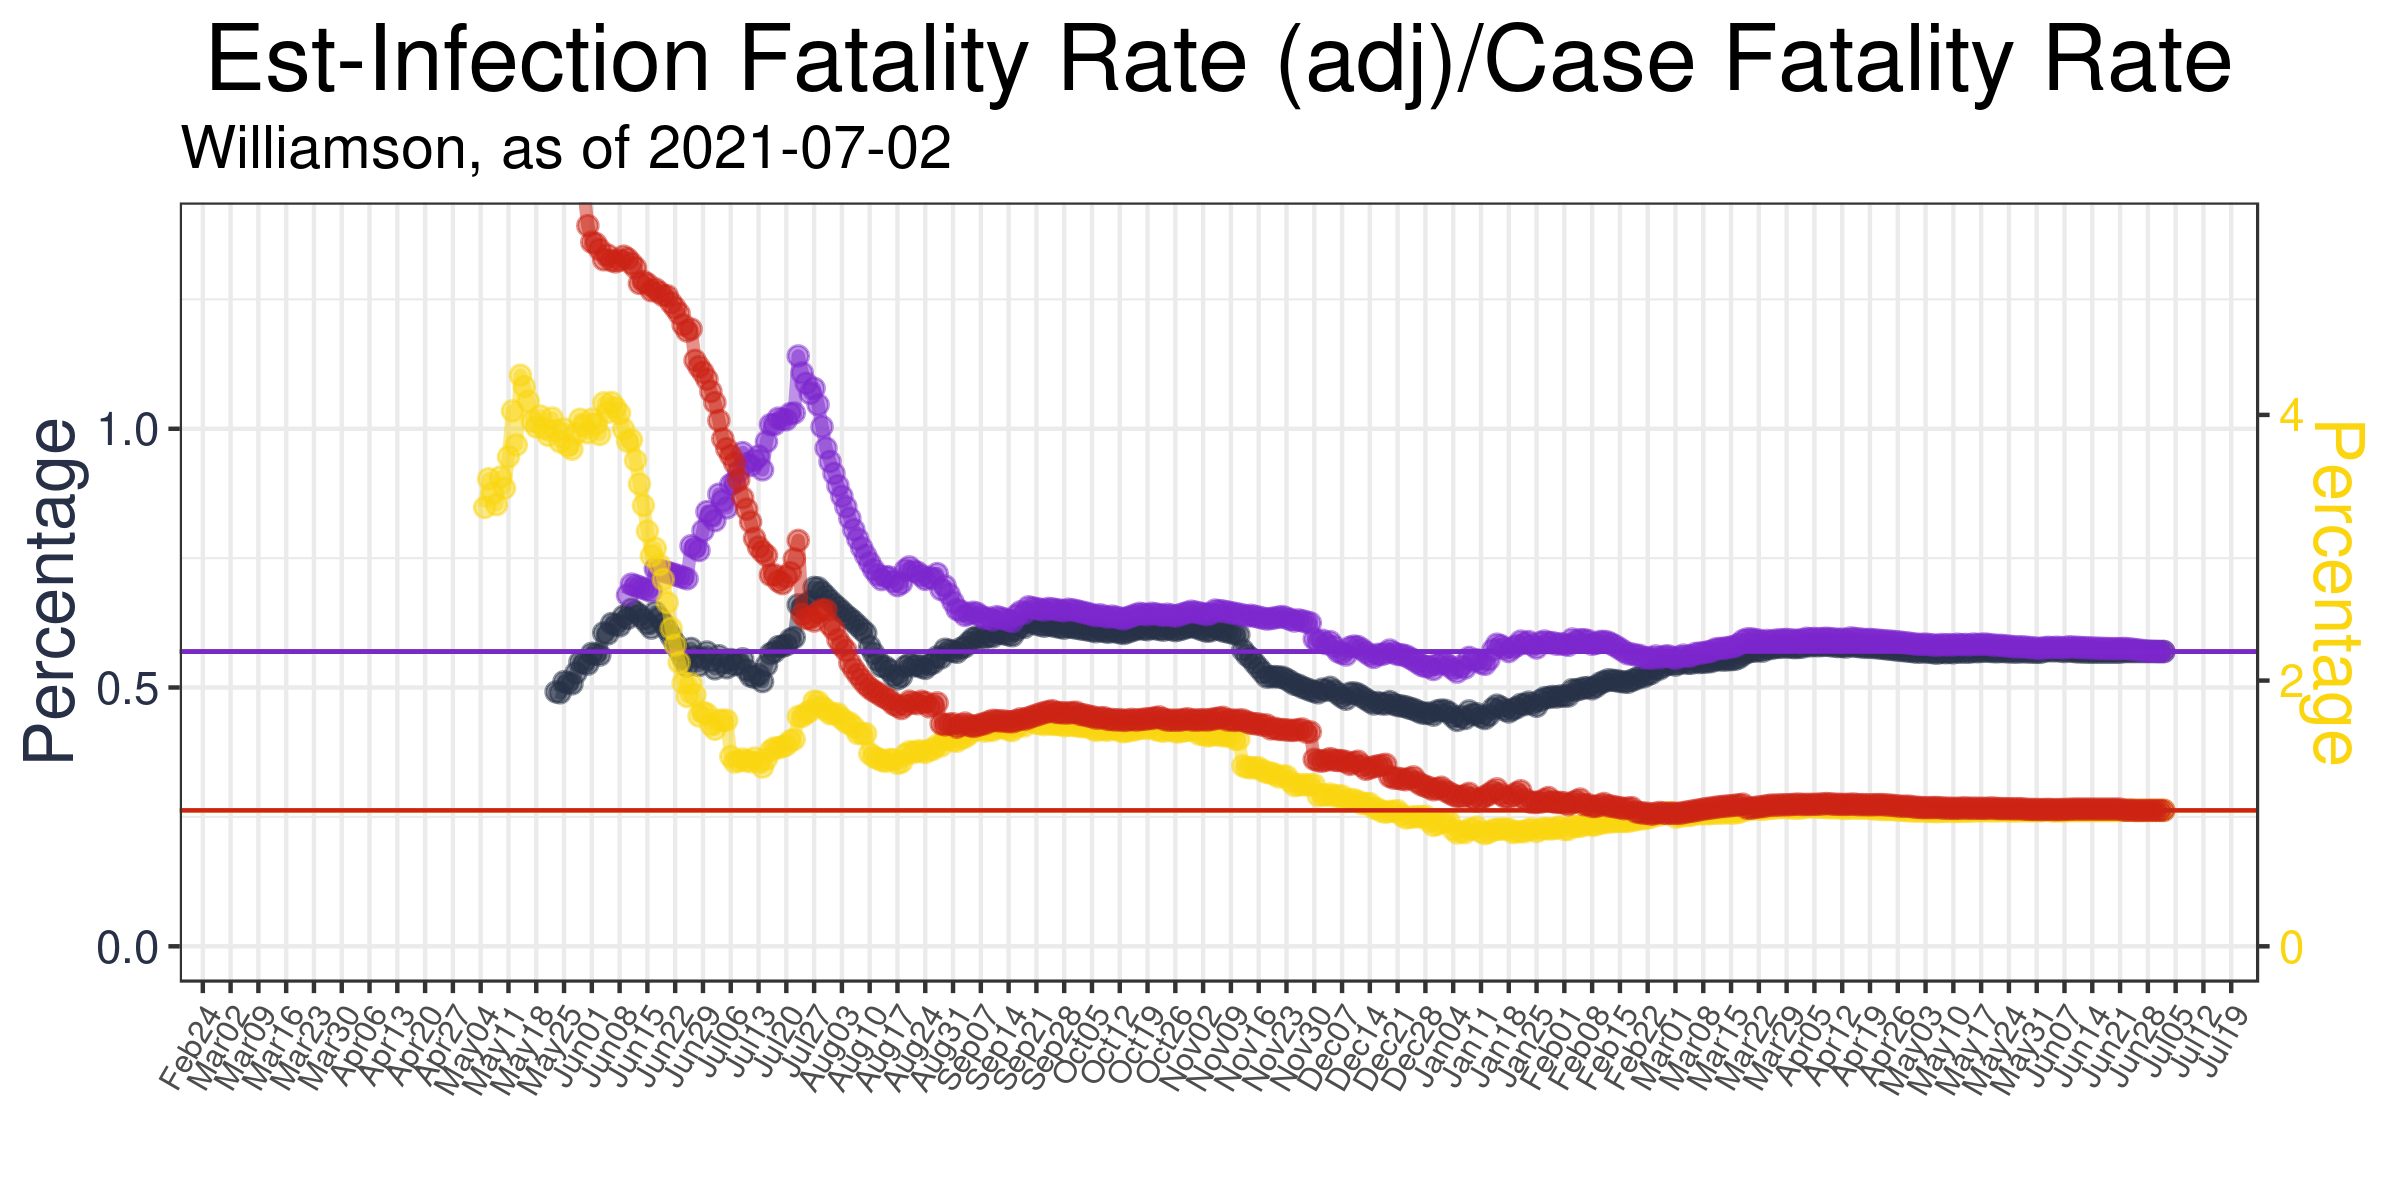 Est-Infection Fatality Rate (adj)/Case Fatality Rate
Williamson, as of 2021-07-02
Percentage
1.0
0.5
0.0
4
2
0
Percentage
Feb24
Mar02
Mar09
Mar16
Mar23
Mar30
Apr06
Apr13
Apr20
Apr27
May04
May11
May18
May25
Jun01
Jun08
Jun15
Jun22
Jun29
Jul06
Jul13
Jul20
Jul27
Aug03
Aug10
Aug17
Aug24
Aug31
Sep07
Sep14
Sep21
Sep28
Oct05
Oct12
Oct19
Oct26
Nov02
Nov09
Nov16
Nov23
Nov30
Dec07
Dec14
Dec21
Dec28
Jan04
Jan11
Jan18
Jan25
Feb01
Feb08
Feb15
Feb22
Mar01
Mar08
Mar15
Mar22
Mar29
Apr05
Apr12
Apr19
Apr26
May03
May10
May17
May24
May31
Jun07
Jun14
Jun21
Jun28
Jul05
Jul12
Jul19